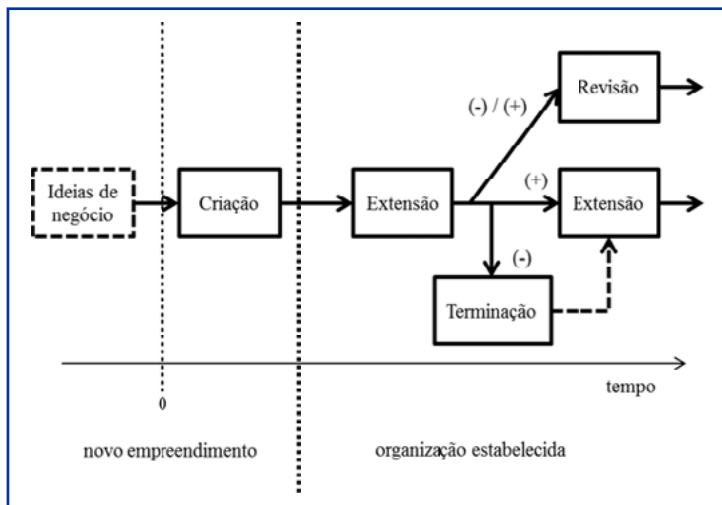 Revisão
(-) / (+)
Ideias de
negócio
Criação
Extensão
(+)
Extensão
(-)
Terminação
tempo
0
novo empreendimento
organização estabelecida